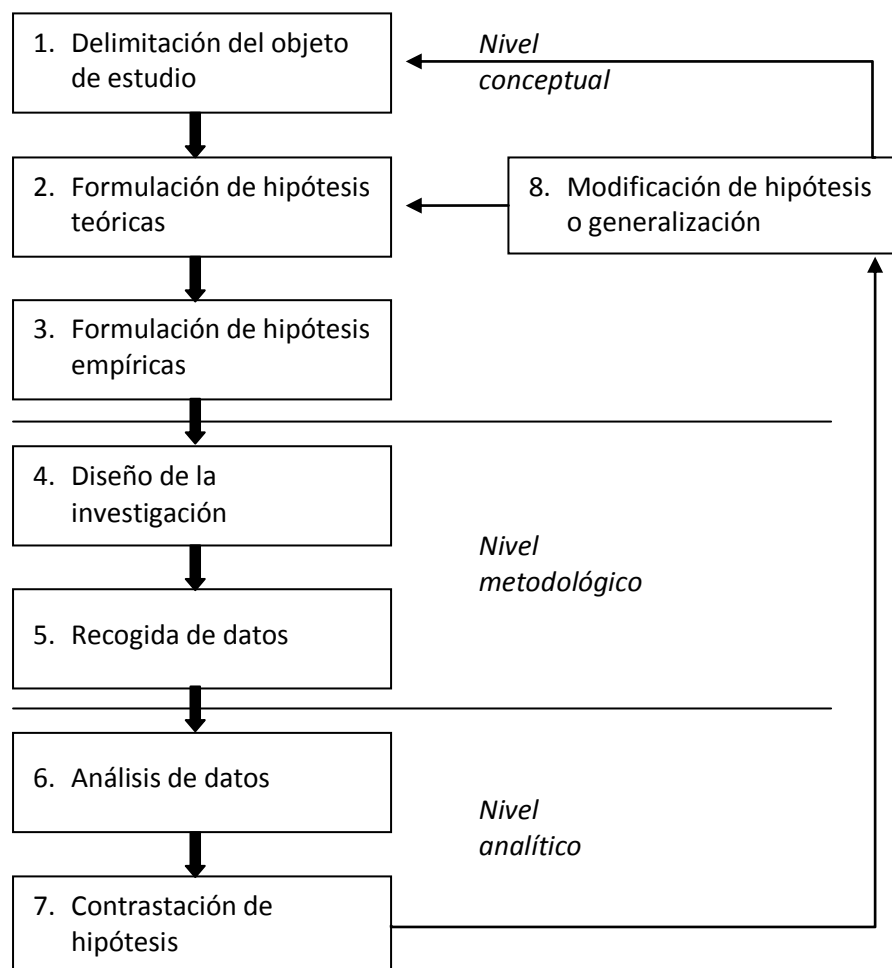 1. Delimitación del objeto
de estudio
Nivel
conceptual
2. Formulación de hipótesis
teóricas
8. Modificación de hipótesis
o generalización
3. Formulación de hipótesis
empíricas
4. Diseño de la
investigación
Nivel
metodológico
5. Recogida de datos
6. Análisis de datos
Nivel
analítico
7. Contrastación de
hipótesis